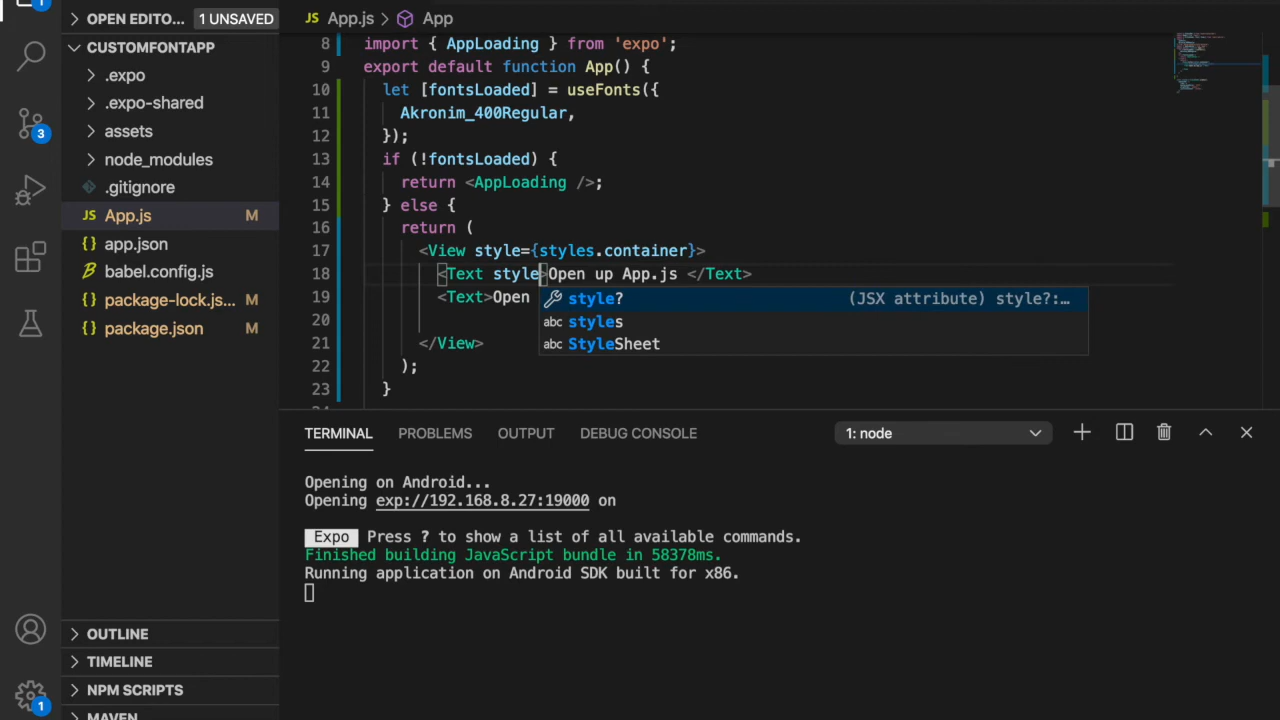 1
OPEN EDITO... 1 UNSAVED
CUSTOMFONTAPP
.expo
.expo-shared
assets
node_modules
.gitignore
JS App.js M
{} app.json
babel.config.js
{} package-lock.js... M
{} package.json M
OUTLINE
TIMELINE
NPM SCRIPTS
MAVEN
3
1
JS App.js > App
8 import { AppLoading } from 'expo';
9 export default function App() {
10 let [fontsLoaded] = useFonts({
11 Akronim_400Regular,
12 });
13 if (!fontsLoaded) {
14 return <AppLoading />;
15 } else {
16 return (
17 <View style={styles.container}>
18 <Text style>Open up App.js </Text>
19 <Text>Open
20
21 </View>
22 );
23 }
style? (JSX attribute) style?:...
abc styles
abc StyleSheet
TERMINAL PROBLEMS OUTPUT DEBUG CONSOLE 1: node
Opening on Android...
Opening exp://192.168.8.27:19000 on
Expo Press ? to show a list of all available commands.
Finished building JavaScript bundle in 58378ms.
Running application on Android SDK built for x86.